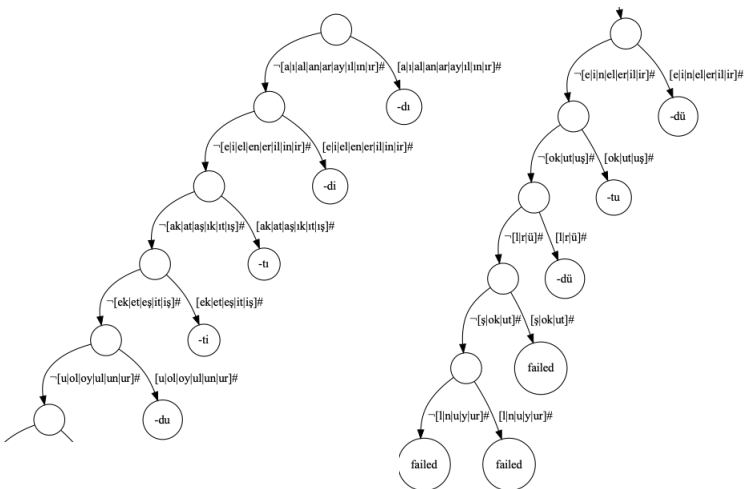 ¬[a|ı|al|an|ar|ay|ıl|ın|ır]# [a|ı|al|an|ar|ay|ıl|ın|ır]#
-dı
¬[e|i|el|en|er|il|in|ir]# [e|i|el|en|er|il|in|ir]#
-di
¬[ak|at|aş|ık|ıt|ış]# [ak|at|aş|ık|ıt|ış]#
-tı
¬[ek|et|eş|it|iş]# [ek|et|eş|it|iş]#
-ti
¬[u|ol|oy|ul|un|ur]# [u|ol|oy|ul|un|ur]#
-du
¬[e|i|n|el|er|il|ir]# [e|i|n|el|er|il|ir]#
-dü
¬[ok|ut|uş]# [ok|ut|uş]#
-tu
¬[l|r|ü]# [l|r|ü]#
-dü
¬[ş|ok|ut]# [ş|ok|ut]#
failed
¬[l|n|u|y|ur]# [l|n|u|y|ur]#
failed failed